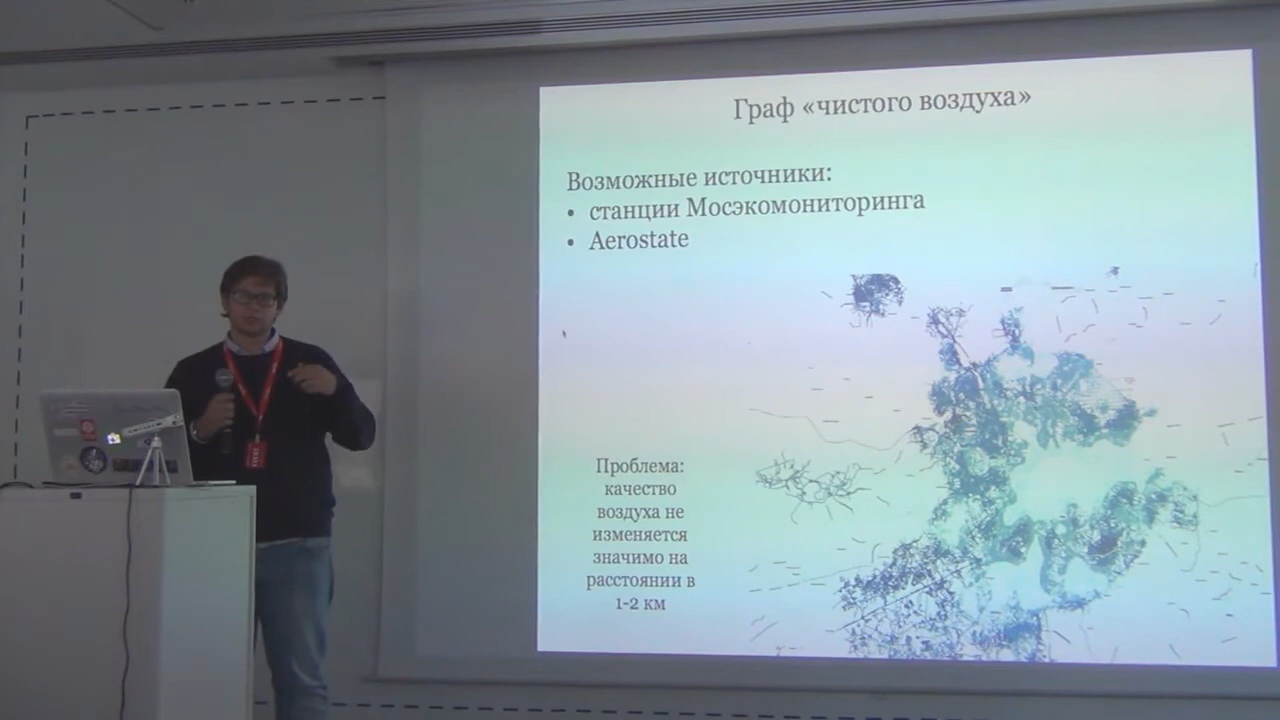 Граф «чистого воздуха»
Возможные источники:
• станции Мосэкомониторинга
• Aerostate
Проблема:
качество
воздуха не
изменяется
значимо на
расстоянии в
1-2 км